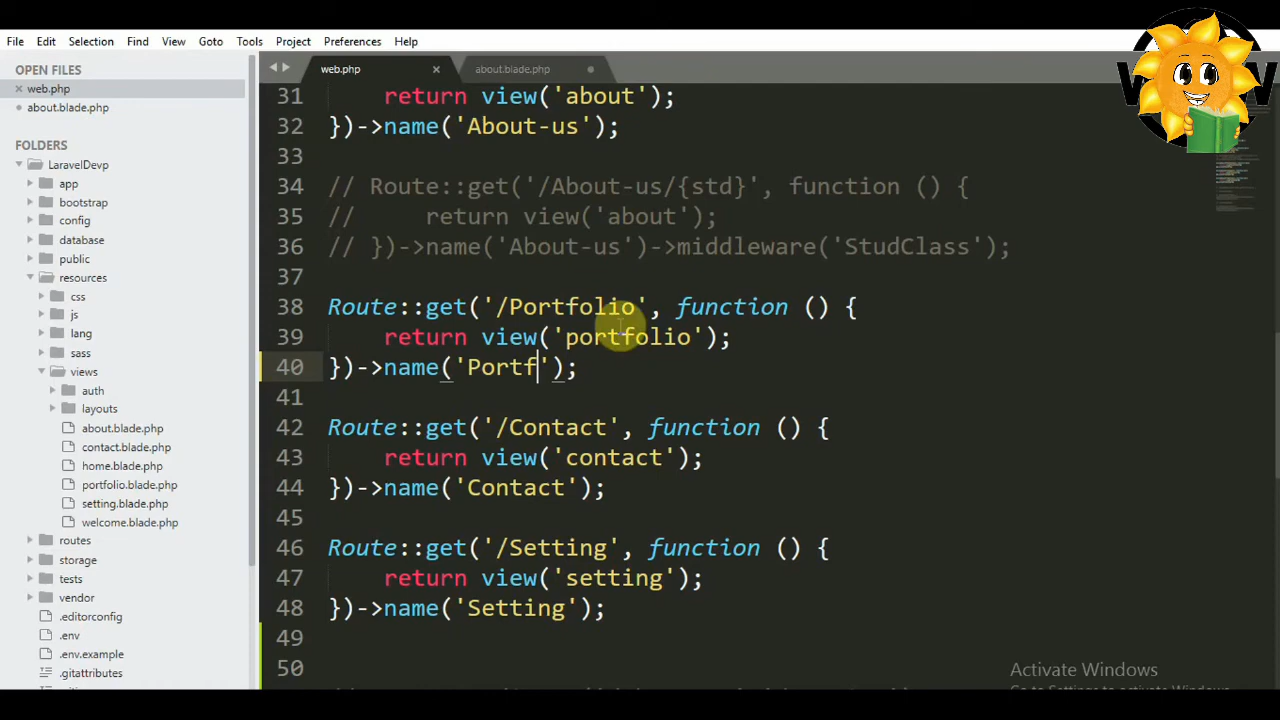 File Edit Selection Find View Goto Tools Project Preferences Help
OPEN FILES
web.php
about.blade.php
FOLDERS
LaravelDevp
app
bootstrap
config
database
public
resources
css
js
lang
sass
views
auth
layouts
about.blade.php
contact.blade.php
home.blade.php
portfolio.blade.php
setting.blade.php
welcome.blade.php
routes
storage
tests
vendor
.editorconfig
.env
.env.example
.gitattributes
web.php about.blade.php
31 return view('about');
32 })->name('About-us');
33
34 // Route::get('/About-us/{std}', function () {
35 // return view('about');
36 // })->name('About-us')->middleware('StudClass');
37
38 Route::get('/Portfolio', function () {
39 return view('portfolio');
40 })->name('Portf');
41
42 Route::get('/Contact', function () {
43 return view('contact');
44 })->name('Contact');
45
46 Route::get('/Setting', function () {
47 return view('setting');
48 })->name('Setting');
49
50
Activate Windows
Go to Settings to activate Windows.